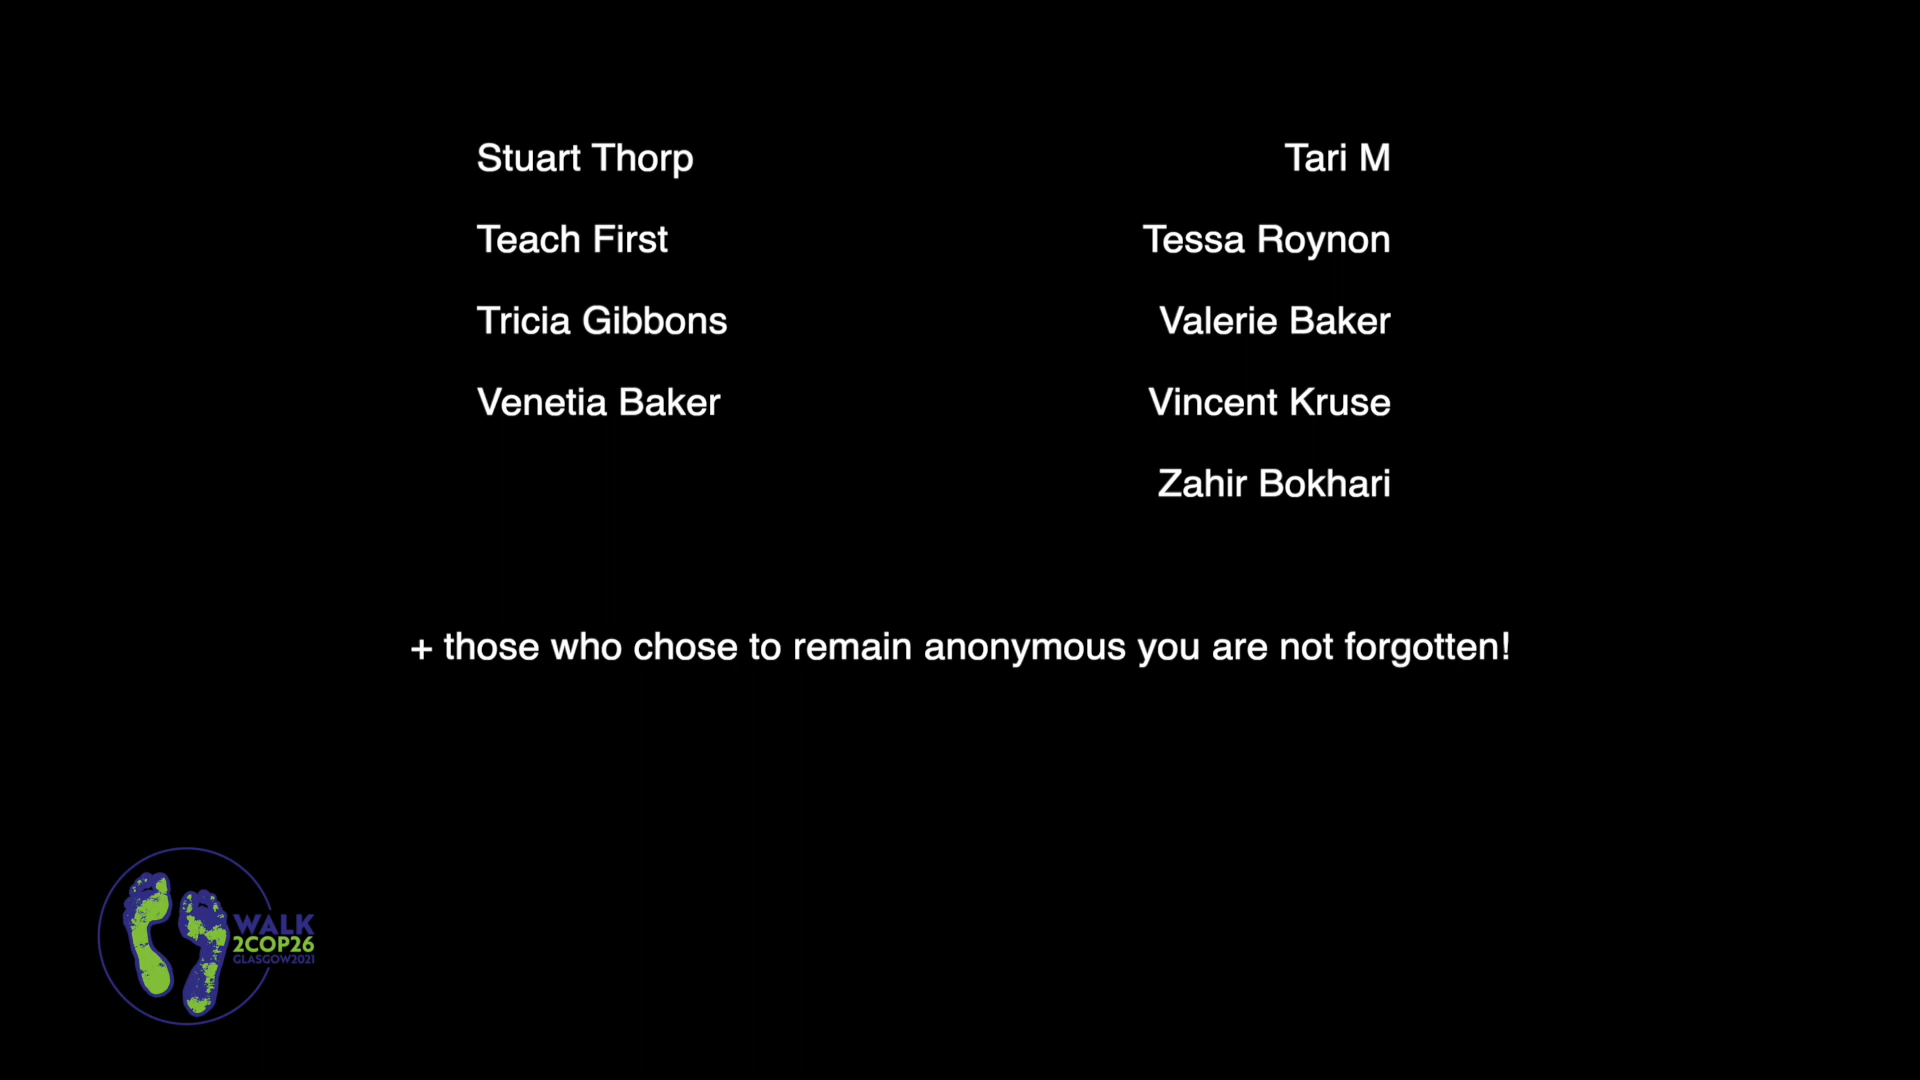 Stuart Thorp
Tari M
Teach First
Tessa Roynon
Tricia Gibbons
Valerie Baker
Venetia Baker
Vincent Kruse
Zahir Bokhari
+ those who chose to remain anonymous you are not forgotten!
WALK
2COP26
GLASGOW2021